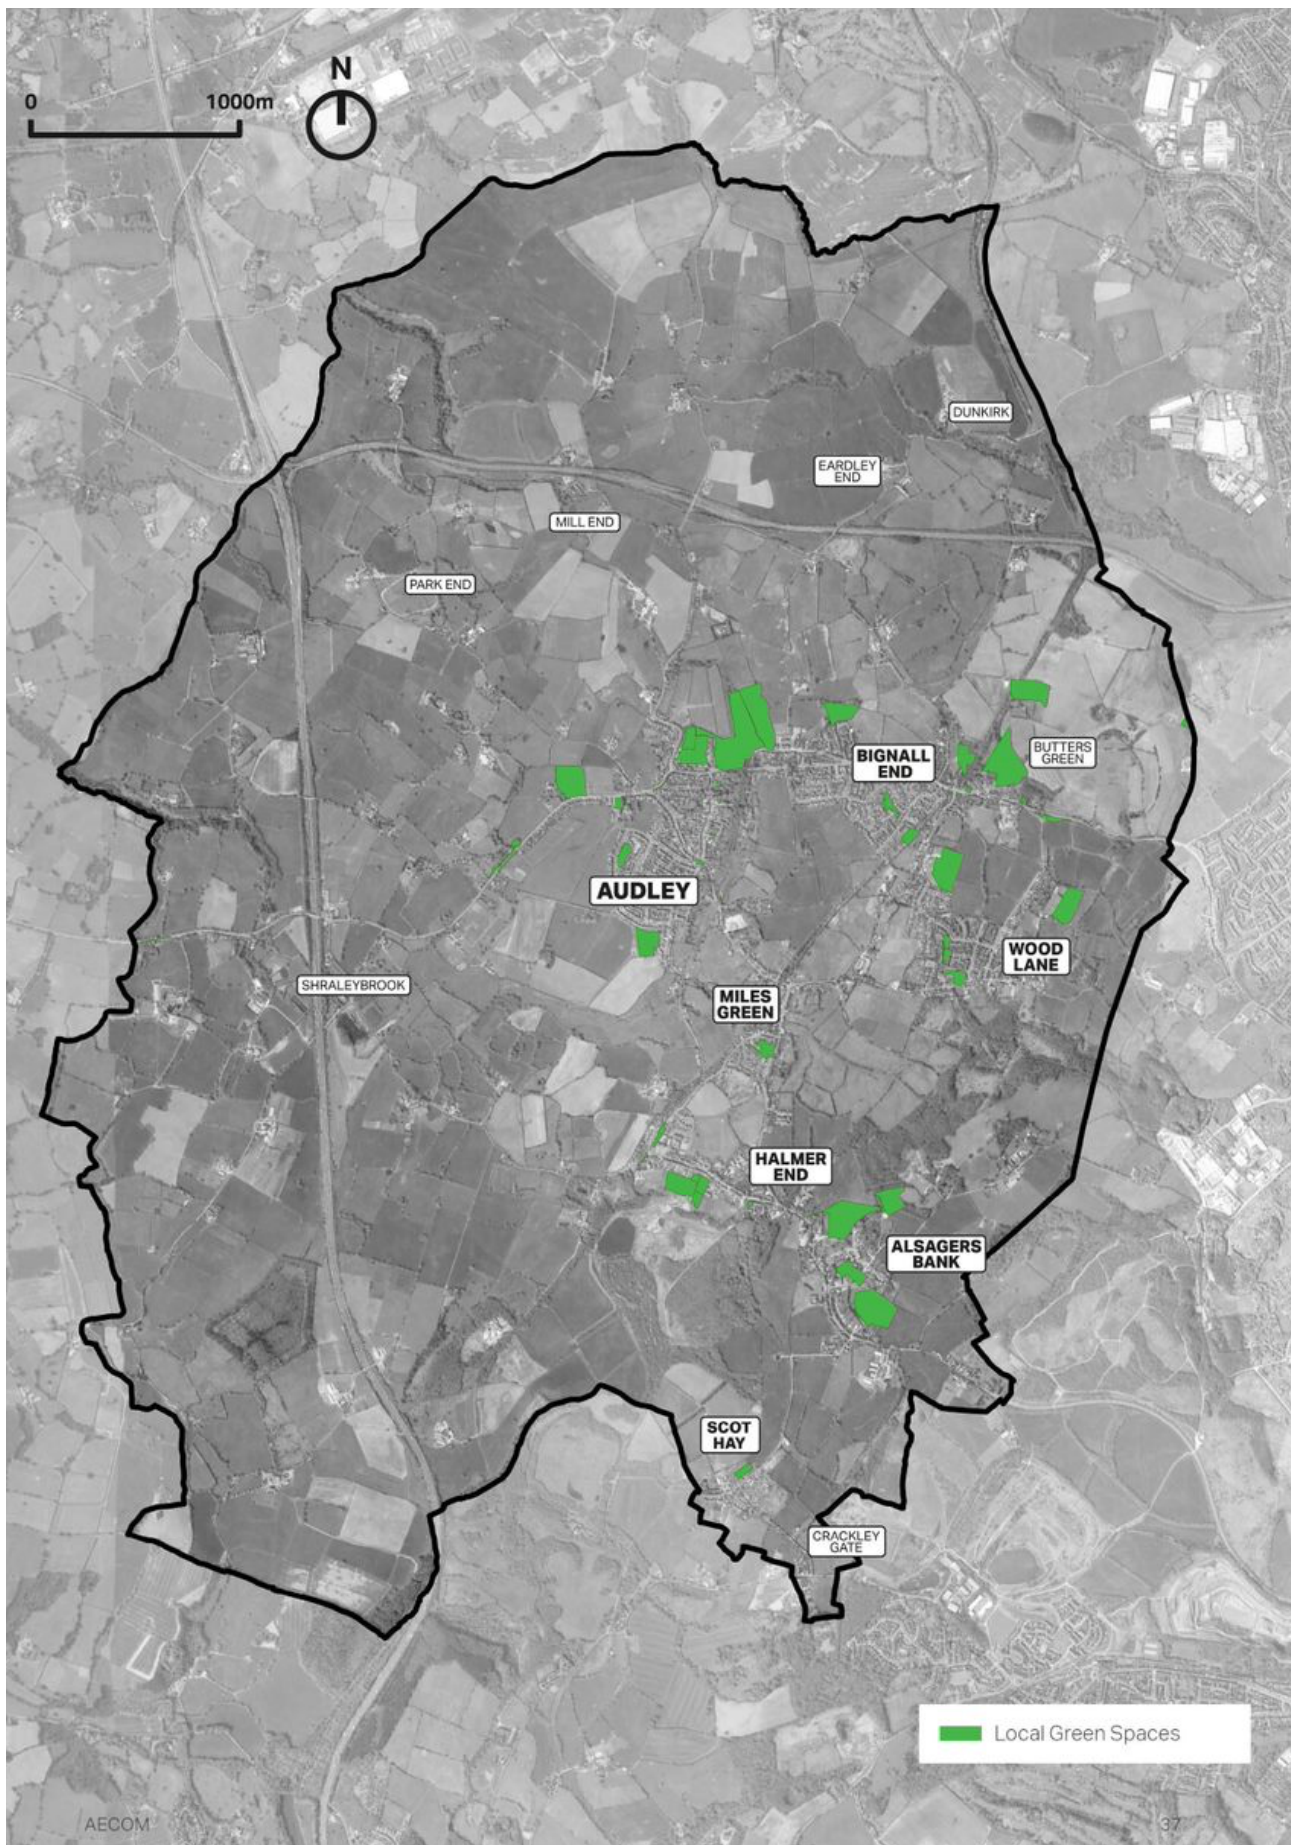 N
0 1000m
DUNKIRK
EARDLEY
END
MILL END
PARK END
BIGNALL
END
BUTTERS
GREEN
AUDLEY
WOOD
LANE
SHRALEYBROOK
MILES
GREEN
HALMER
END
ALSAGERS
BANK
SCOT
HAY
CRACKLEY
GATE
Local Green Spaces
AECOM
37